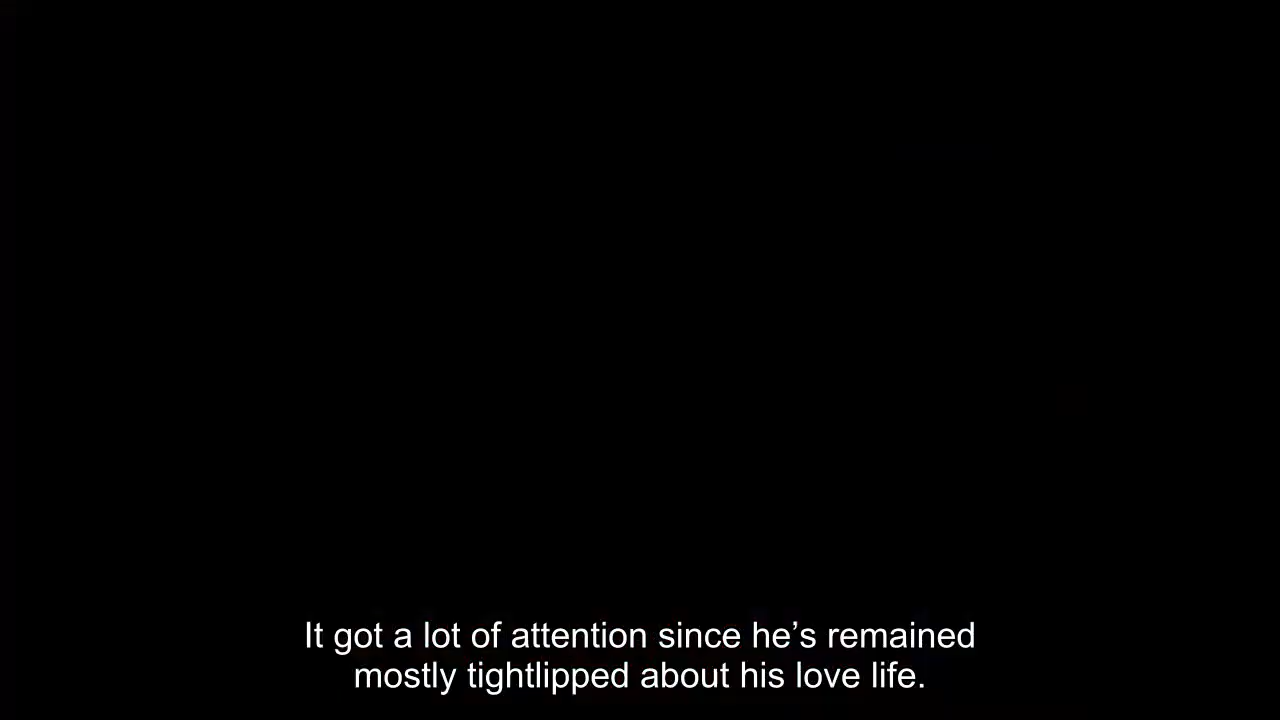 It got a lot of attention since he’s remained
mostly tightlipped about his love life.